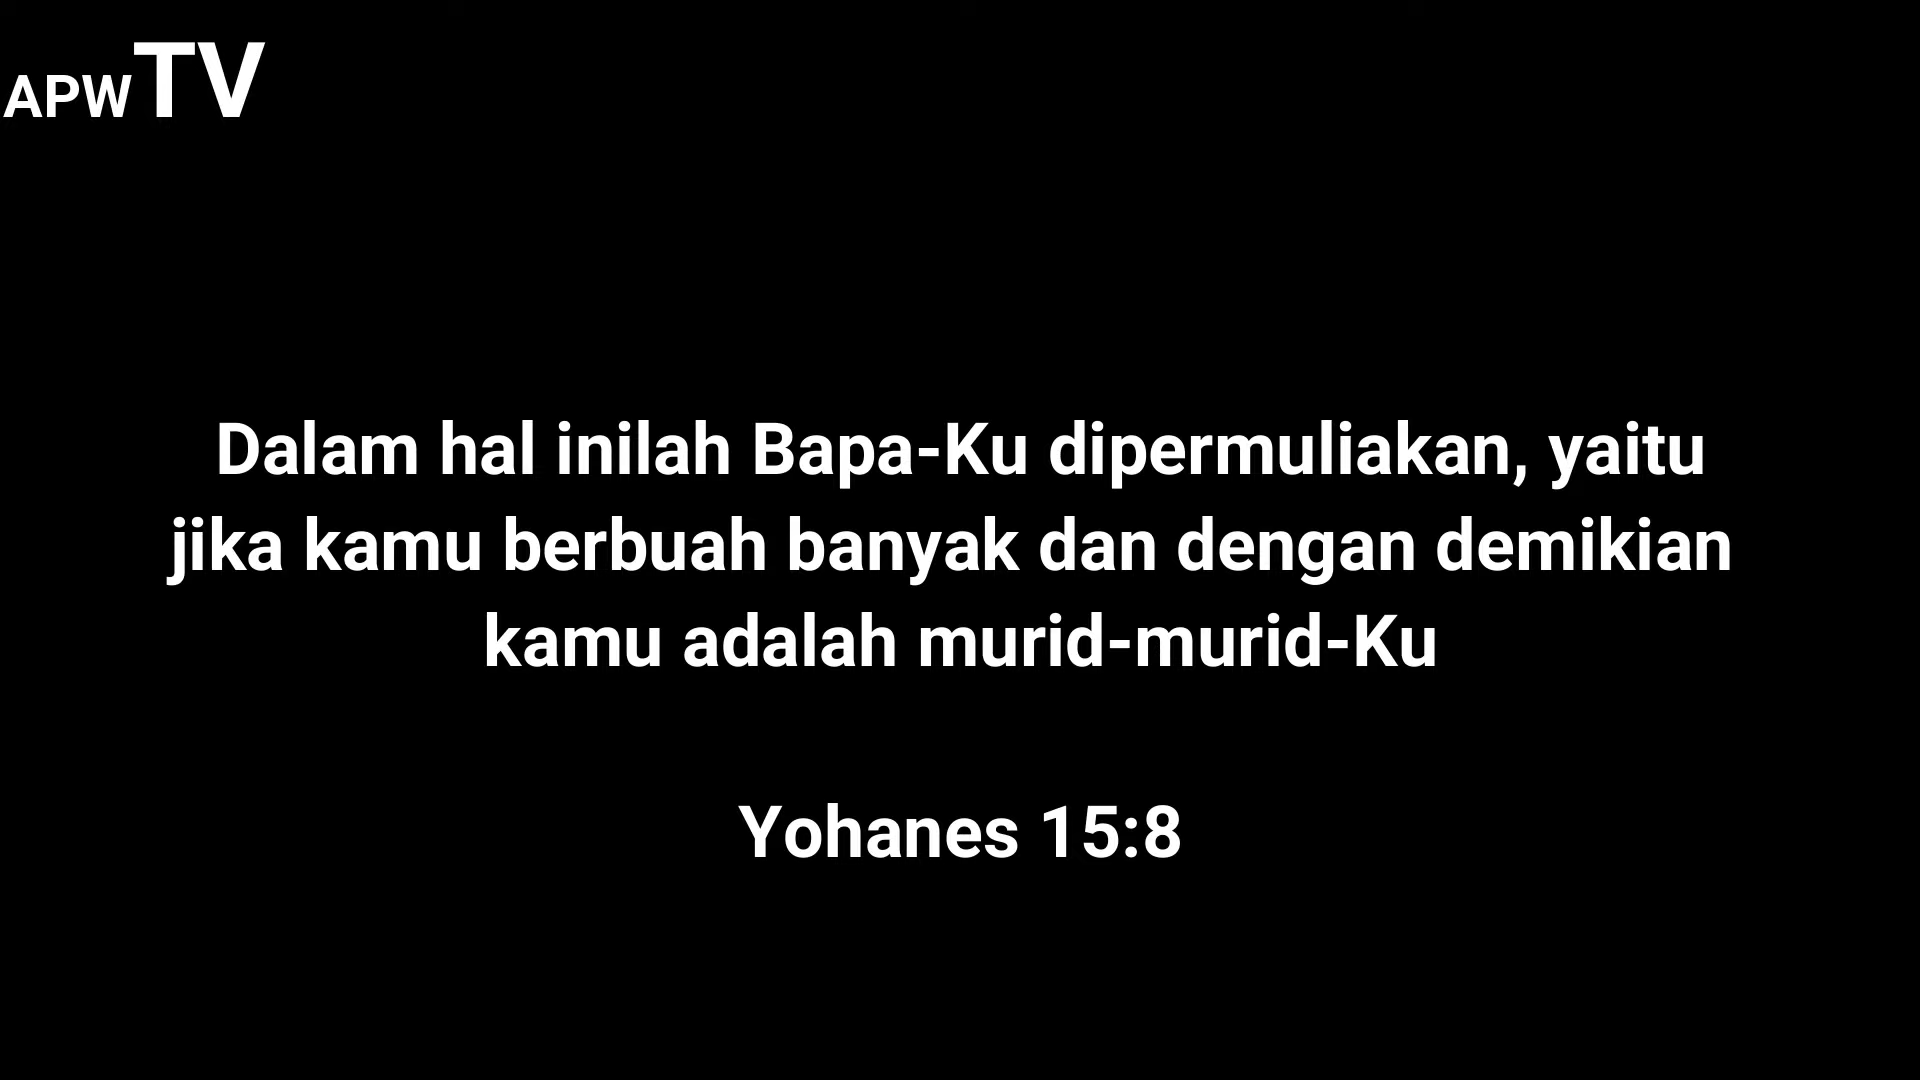 APWTV
Dalam hal inilah Bapa-Ku dipermuliakan, yaitu
jika kamu berbuah banyak dan dengan demikian
kamu adalah murid-murid-Ku
Yohanes 15:8